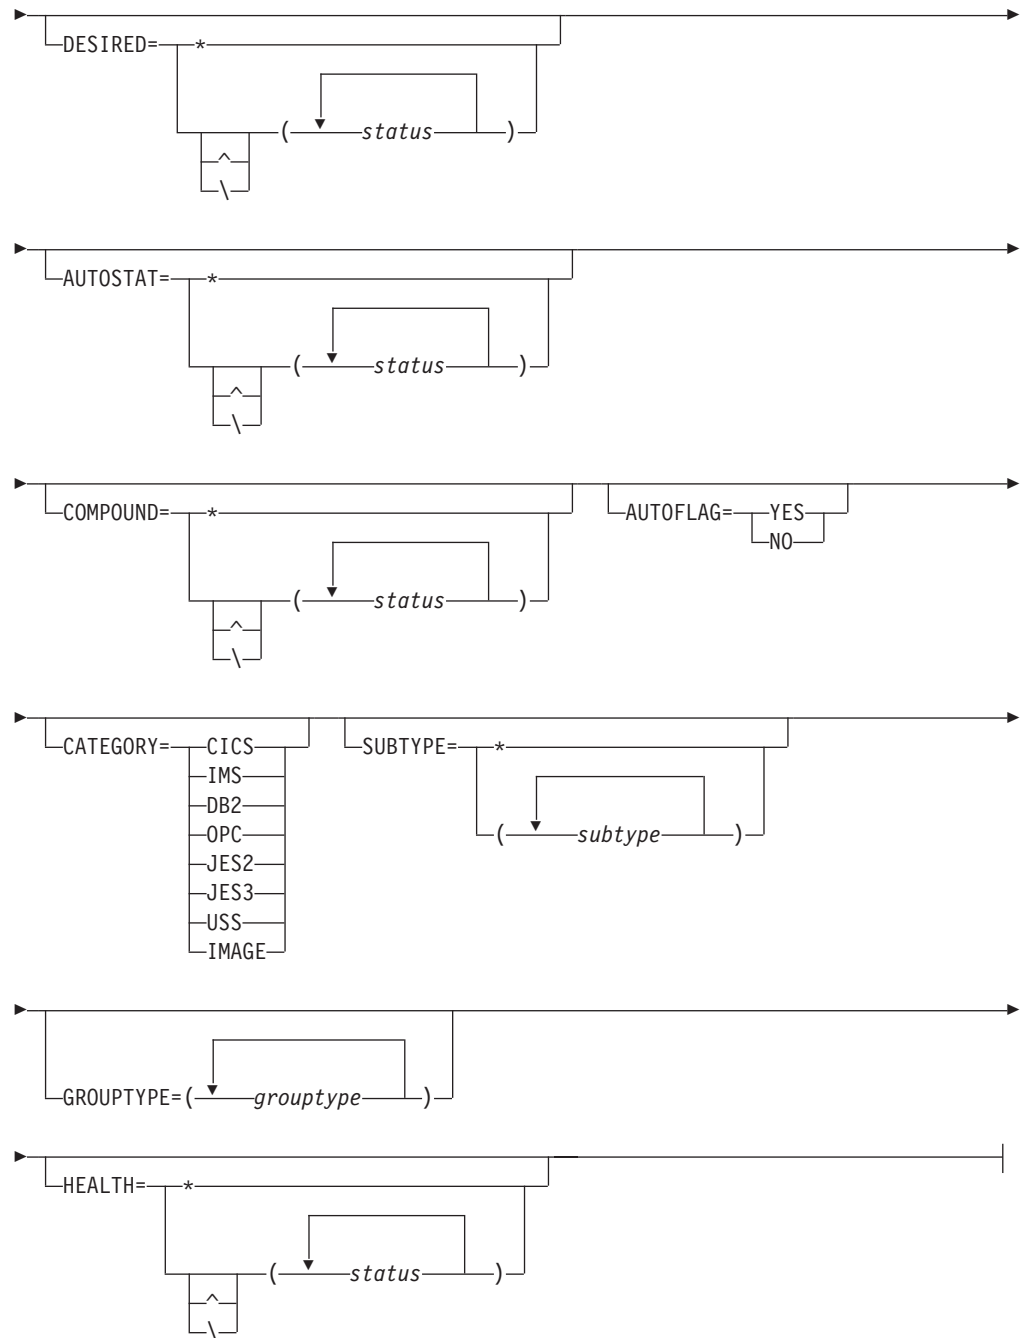 DESIRED= *
( status )
^
\
AUTOSTAT= *
( status )
^
\
COMPOUND= * AUTOFLAG= YES
NO
( status )
^
\
CATEGORY= CICS SUBTYPE= *
IMS
DB2
OPC ( subtype )
JES2
JES3
USS
IMAGE
GROUPTYPE=( grouptype )
HEALTH= *
( status )
^
\